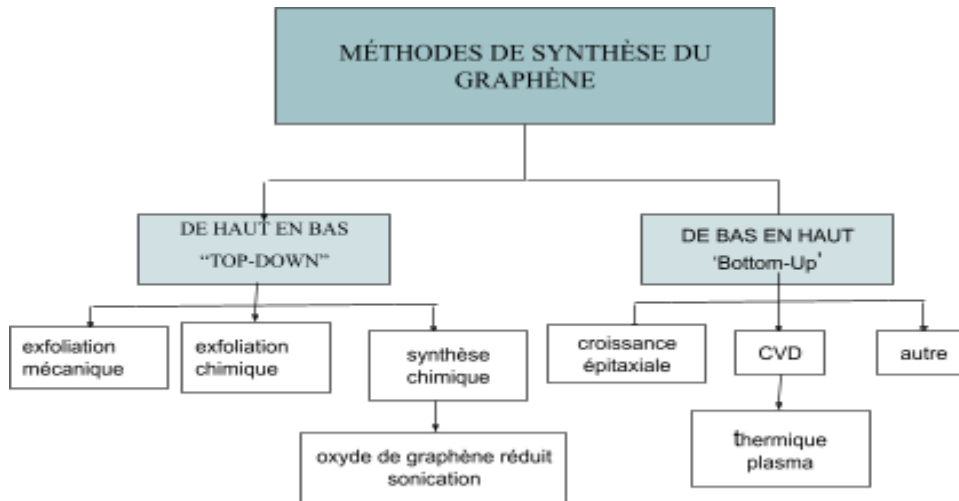 MÉTHODES DE SYNTHÈSE DU
GRAPHÈNE
DE HAUT EN BAS
“TOP-DOWN”
DE BAS EN HAUT
‘Bottom-Up’
exfoliation
mécanique
exfoliation
chimique
synthèse
chimique
croissance
épitaxiale
CVD
autre
oxyde de graphène réduit
sonication
thermique
plasma